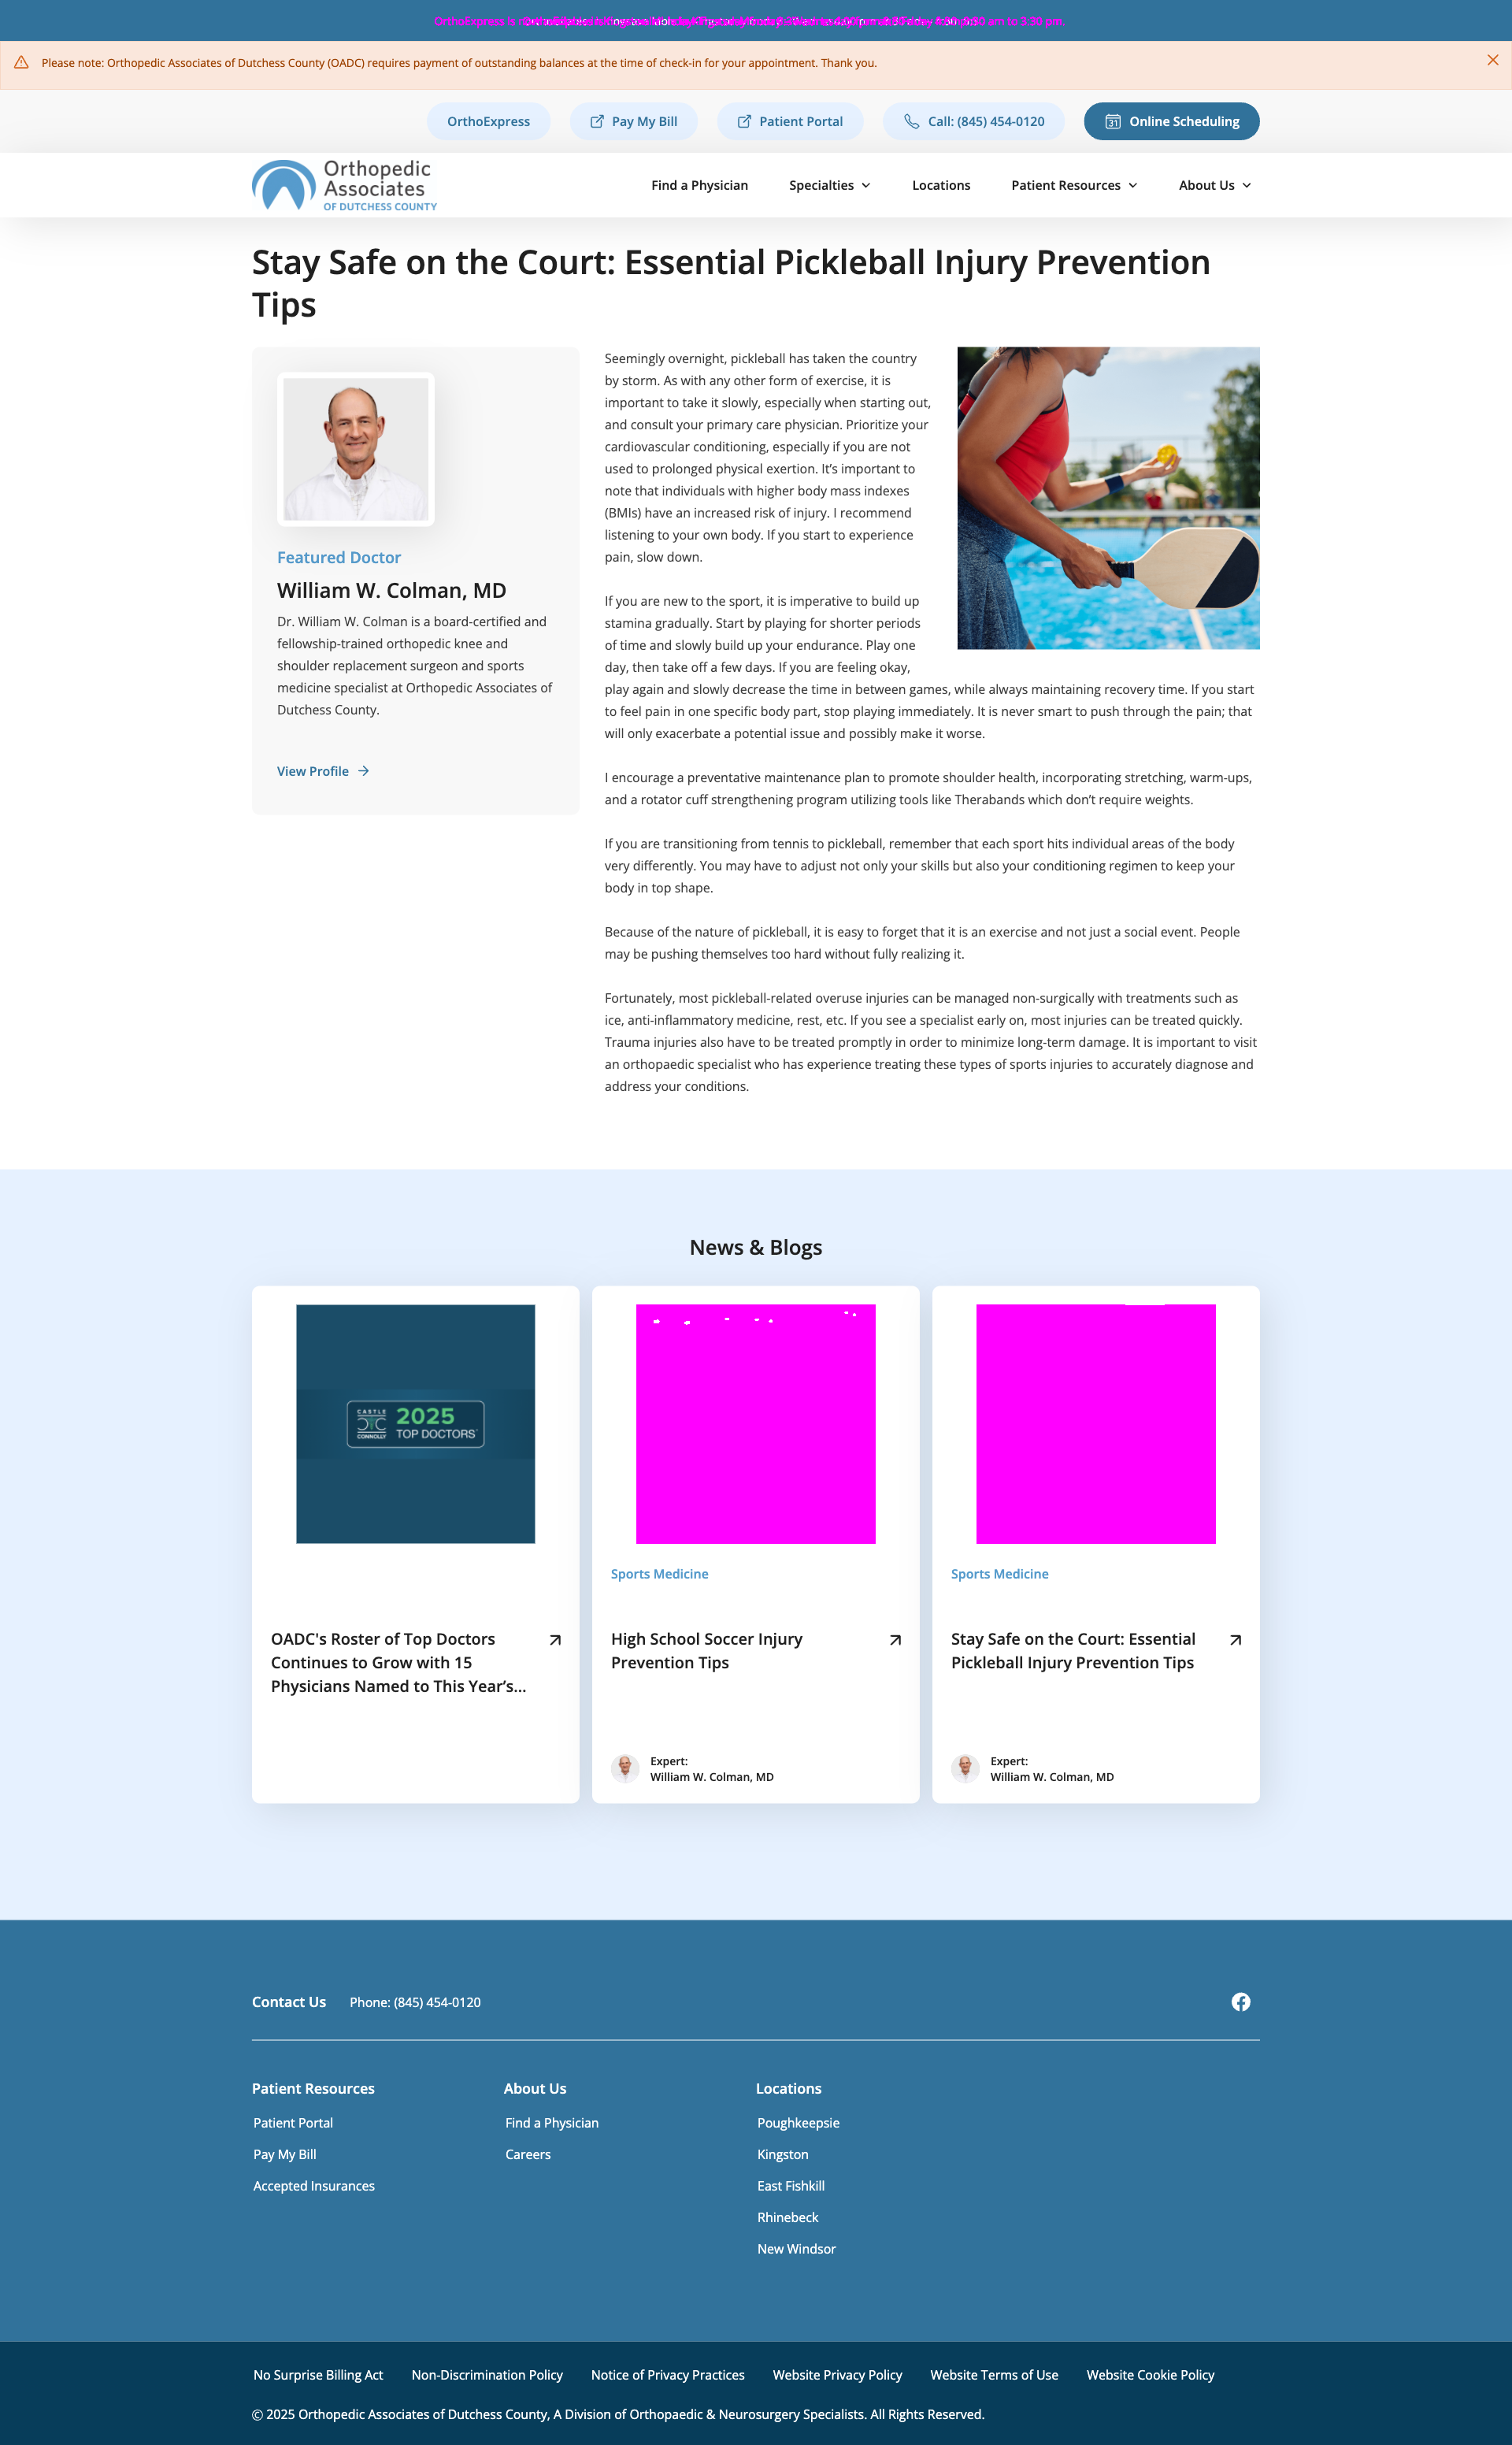 Please note: Orthopedic Associates of Dutchess County (OADC) requires payment of outstanding balances at the time of check-in for your appointment. Thank you.
OrthoExpress
Pay My Bill
Patient Portal
Call: (845) 454-0120
Online Scheduling
Orthopedic
Associates
OF DUTCHESS COUNTY
Find a Physician
Specialties
Locations
Patient Resources
About Us
Stay Safe on the Court: Essential Pickleball Injury Prevention
Tips
Featured Doctor
William W. Colman, MD
Dr. William W. Colman is a board-certified and
fellowship-trained orthopedic knee and
shoulder replacement surgeon and sports
medicine specialist at Orthopedic Associates of
Dutchess County.
View Profile
Seemingly overnight, pickleball has taken the country
by storm. As with any other form of exercise, it is
important to take it slowly, especially when starting out,
and consult your primary care physician. Prioritize your
cardiovascular conditioning, especially if you are not
used to prolonged physical exertion. It’s important to
note that individuals with higher body mass indexes
(BMIs) have an increased risk of injury. I recommend
listening to your own body. If you start to experience
pain, slow down.
If you are new to the sport, it is imperative to build up
stamina gradually. Start by playing for shorter periods
of time and slowly build up your endurance. Play one
day, then take off a few days. If you are feeling okay,
play again and slowly decrease the time in between games, while always maintaining recovery time. If you start
to feel pain in one specific body part, stop playing immediately. It is never smart to push through the pain; that
will only exacerbate a potential issue and possibly make it worse.
I encourage a preventative maintenance plan to promote shoulder health, incorporating stretching, warm-ups,
and a rotator cuff strengthening program utilizing tools like Therabands which don’t require weights.
If you are transitioning from tennis to pickleball, remember that each sport hits individual areas of the body
very differently. You may have to adjust not only your skills but also your conditioning regimen to keep your
body in top shape.
Because of the nature of pickleball, it is easy to forget that it is an exercise and not just a social event. People
may be pushing themselves too hard without fully realizing it.
Fortunately, most pickleball-related overuse injuries can be managed non-surgically with treatments such as
ice, anti-inflammatory medicine, rest, etc. If you see a specialist early on, most injuries can be treated quickly.
Trauma injuries also have to be treated promptly in order to minimize long-term damage. It is important to visit
an orthopaedic specialist who has experience treating these types of sports injuries to accurately diagnose and
address your conditions.
News & Blogs
CASTLE
CONNOLLY
2025
TOP DOCTORS
OADC's Roster of Top Doctors
Continues to Grow with 15
Physicians Named to This Year’s...
Sports Medicine
High School Soccer Injury
Prevention Tips
Expert:
William W. Colman, MD
Sports Medicine
Stay Safe on the Court: Essential
Pickleball Injury Prevention Tips
Expert:
William W. Colman, MD
Contact Us
Phone: (845) 454-0120
Patient Resources
Patient Portal
Pay My Bill
Accepted Insurances
About Us
Find a Physician
Careers
Locations
Poughkeepsie
Kingston
East Fishkill
Rhinebeck
New Windsor
No Surprise Billing Act
Non-Discrimination Policy
Notice of Privacy Practices
Website Privacy Policy
Website Terms of Use
Website Cookie Policy
© 2025 Orthopedic Associates of Dutchess County, A Division of Orthopaedic & Neurosurgery Specialists. All Rights Reserved.